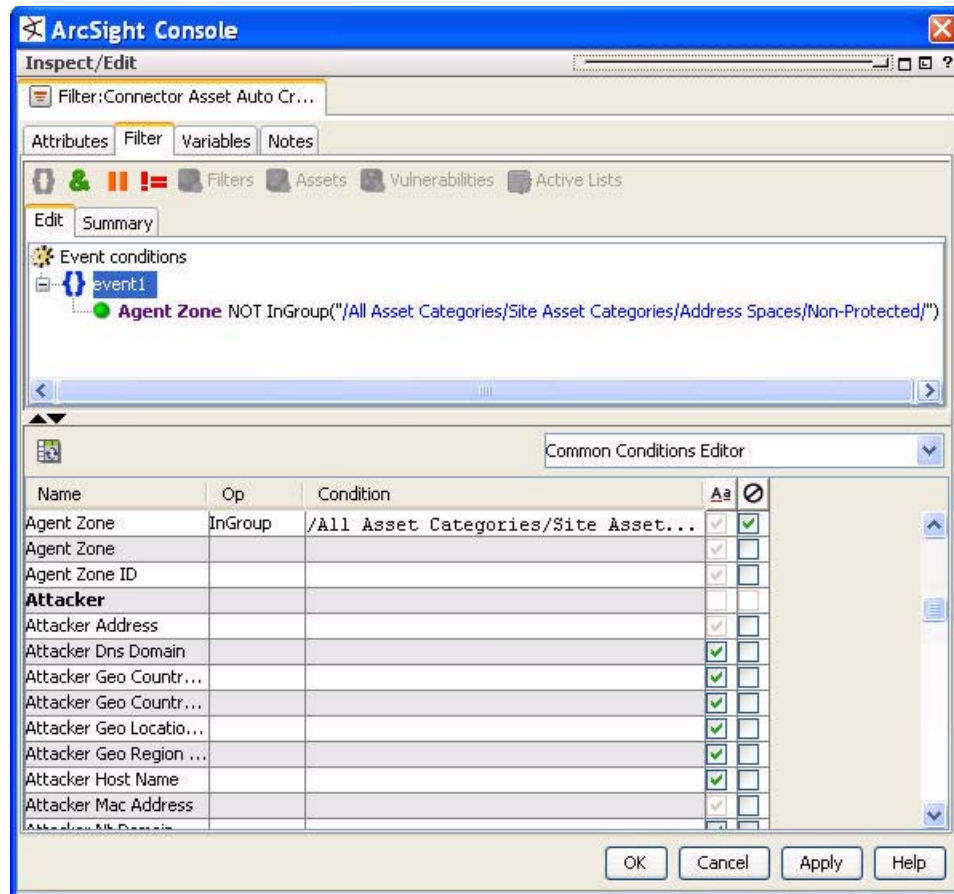 ArcSight Console
Inspect/Edit
?
Filter:Connector Asset Auto Cr...
Attributes Filter Variables Notes
{} & || != Filters Assets Vulnerabilities Active Lists
Edit Summary
Event conditions
{} event1
Agent Zone NOT InGroup("/All Asset Categories/Site Asset Categories/Address Spaces/Non-Protected/")
Common Conditions Editor
Name Op Condition Aa
Agent Zone InGroup /All Asset Categories/Site Asset...
Agent Zone
Agent Zone ID
Attacker
Attacker Address
Attacker Dns Domain
Attacker Geo Countr...
Attacker Geo Countr...
Attacker Geo Locatio...
Attacker Geo Region ...
Attacker Host Name
Attacker Mac Address
OK Cancel Apply Help